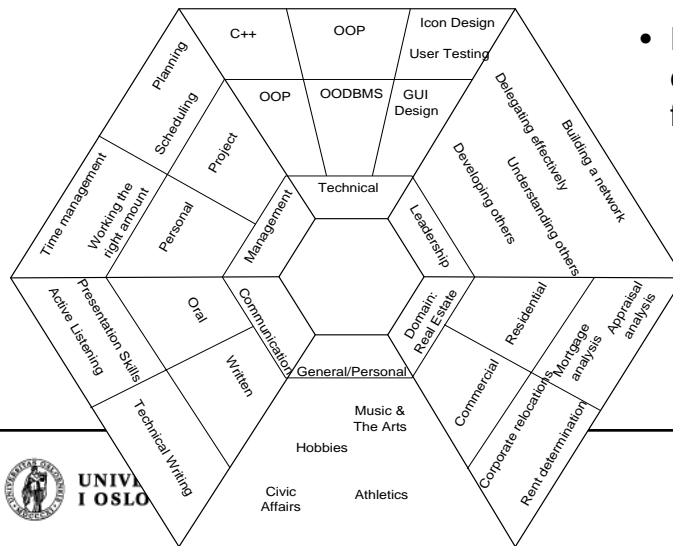 C++
OOP
Icon Design
User Testing
OOP
OODBMS
GUI
Design
Technical
Planning
Scheduling
Project
Time management
Working the
right amount
Personal
Management
Delegating effectively
Building a network
Developing others
Understanding others
Leadership
Presentation Skills
Active Listening
Oral
Technical Writing
Written
Communication
Domain:
Real Estate
Residential
Mortgage
analysis
Appraisal
analysis
Commercial
Corporate relocations
Rent determination
General/Personal
Music &
The Arts
Hobbies
Civic
Affairs
Athletics
UNIVERSITAS OSLOENSIS
MDCCCXI
I OSLO